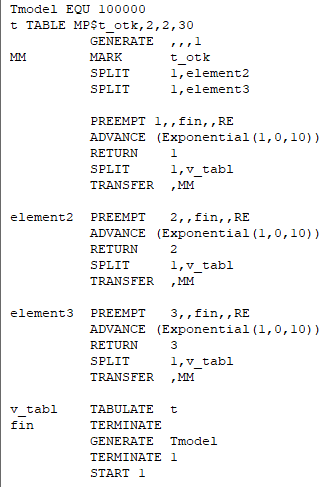 Tmodel EQU 100000
t TABLE MP$t_otk,2,2,30
GENERATE ,,,1
MM MARK t_otk
SPLIT 1,element2
SPLIT 1,element3
PREEMPT 1,,fin,,RE
ADVANCE (Exponential(1,0,10))
RETURN 1
SPLIT 1,v_tabl
TRANSFER ,MM
element2 PREEMPT 2,,fin,,RE
ADVANCE (Exponential(1,0,10))
RETURN 2
SPLIT 1,v_tabl
TRANSFER ,MM
element3 PREEMPT 3,,fin,,RE
ADVANCE (Exponential(1,0,10))
RETURN 3
SPLIT 1,v_tabl
TRANSFER ,MM
v_tabl TABULATE t
fin TERMINATE
GENERATE Tmodel
TERMINATE 1
START 1